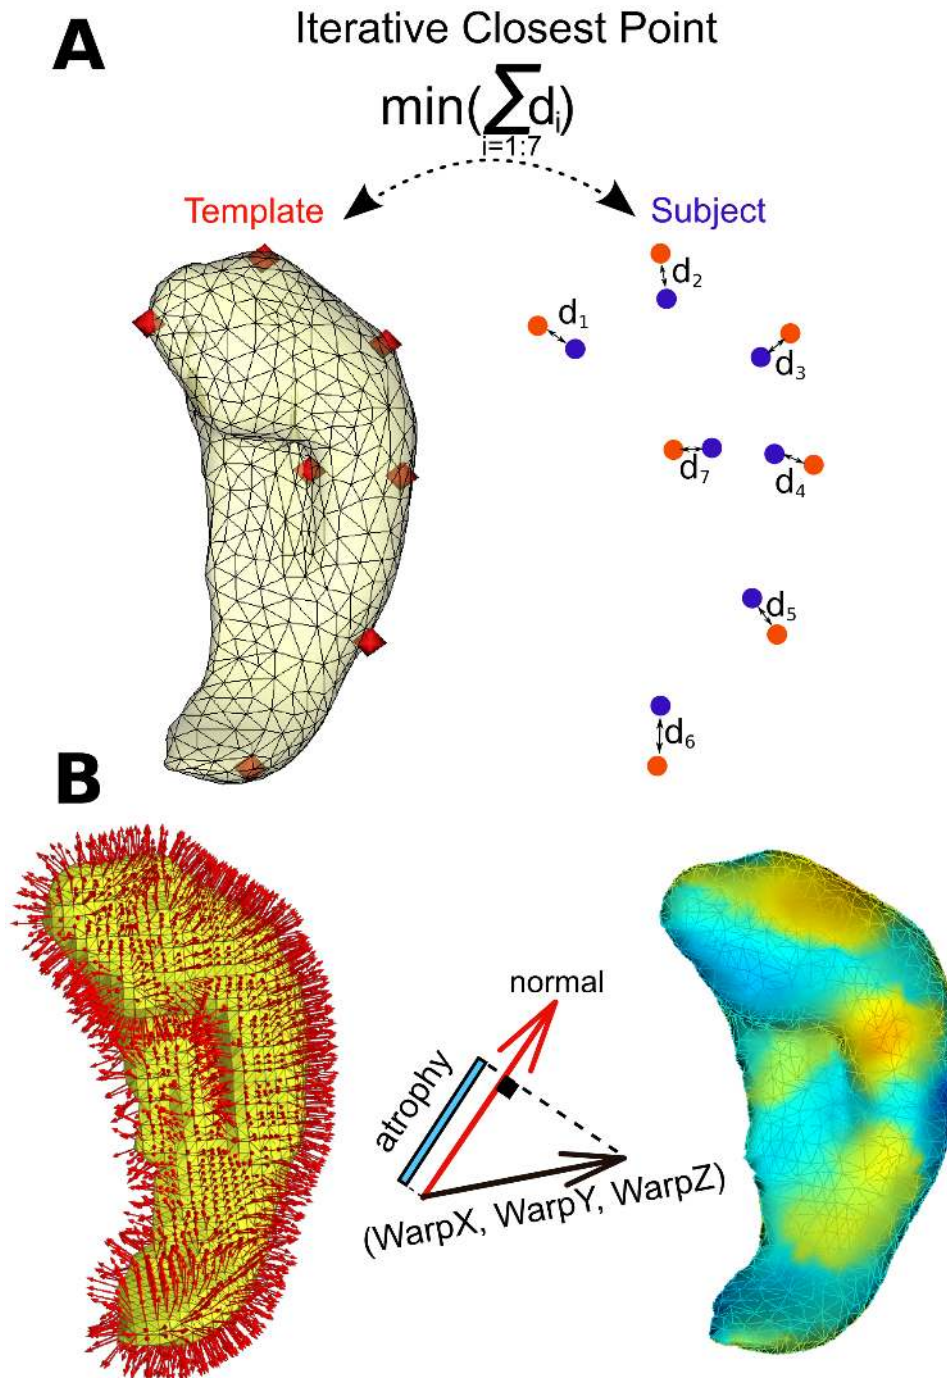 A
Iterative Closest Point
min(∑dᵢ)
i=1:7
Template
Subject
d₂
d₁
d₃
d₇
d₄
d₅
d₆
B
normal
atrophy
(WarpX, WarpY, WarpZ)